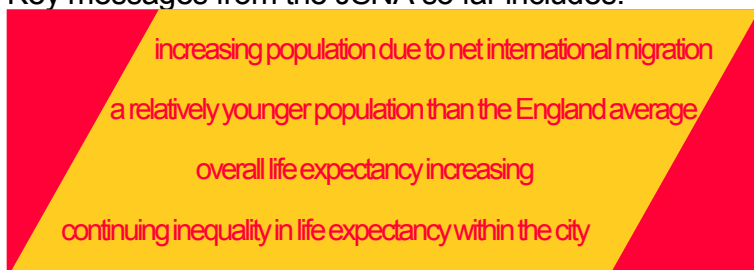 Key messages from the JSNA so far includes:
increasing population due to net international migration
a relatively younger population than the England average
overall life expectancy increasing
continuing inequality in life expectancy within the city